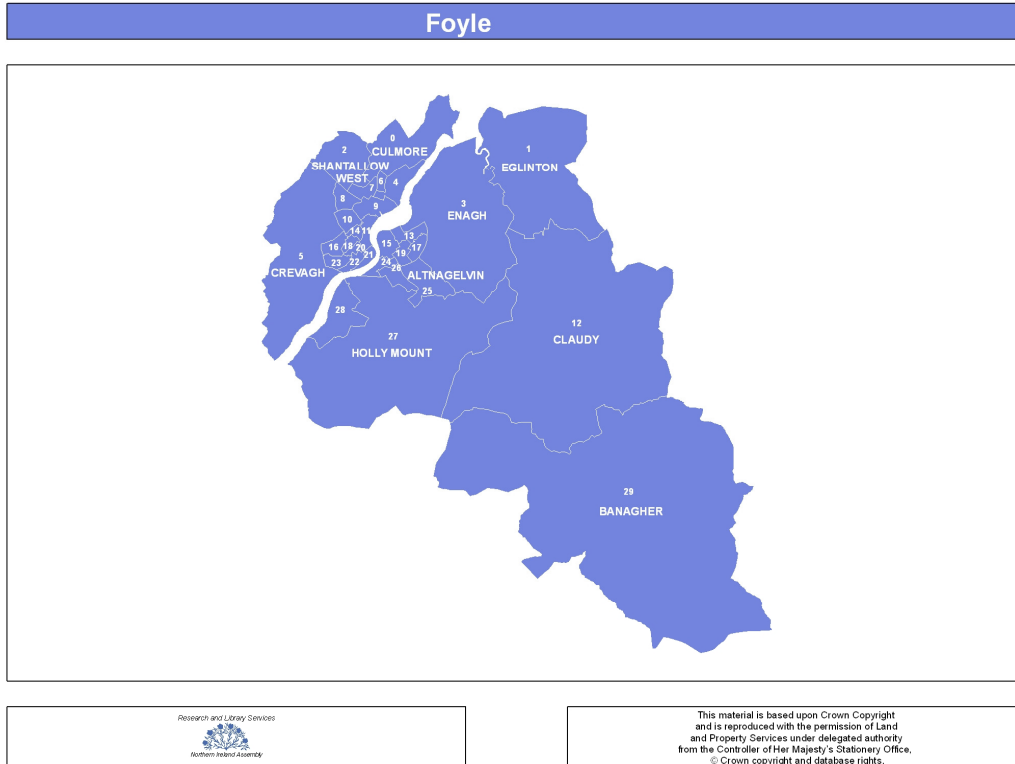 Foyle
0
CULMORE
1
EGLINTON
2
SHANTALLOW
WEST
3
ENAGH
4
5
CREVAGH
6
7
8
9
10
11
12
CLAUDY
13
14
15
16
17
18
19
20
21
22
23
24
ALTNAGELVIN
25
26
27
HOLLY MOUNT
28
29
BANAGHER
Research and Library Services
Northern Ireland Assembly
This material is based upon Crown Copyright
and is reproduced with the permission of Land
and Property Services under delegated authority
from the Controller of Her Majesty's Stationery Office,
© Crown copyright and database rights.